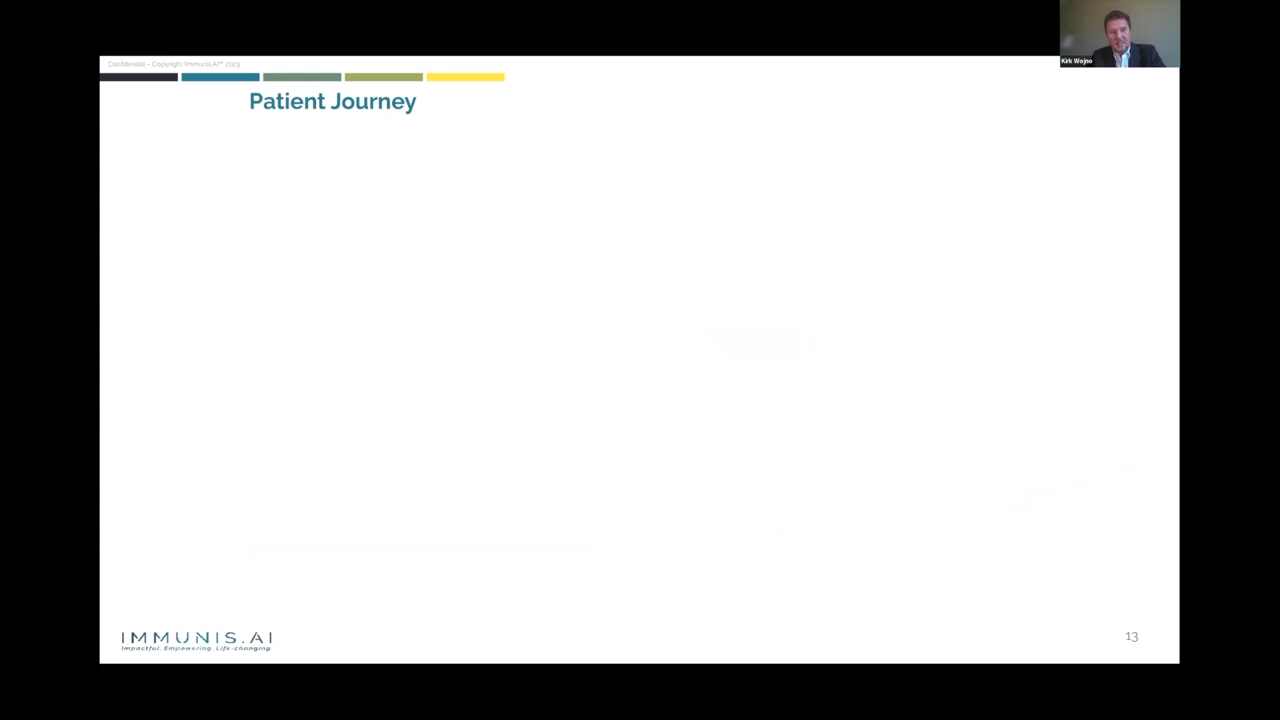 Confidential - Copyright Immunis.AI™ 2023
Kirk Wojno
Patient Journey
IMMUNIS.AI
Impactful. Empowering. Life-changing.
13